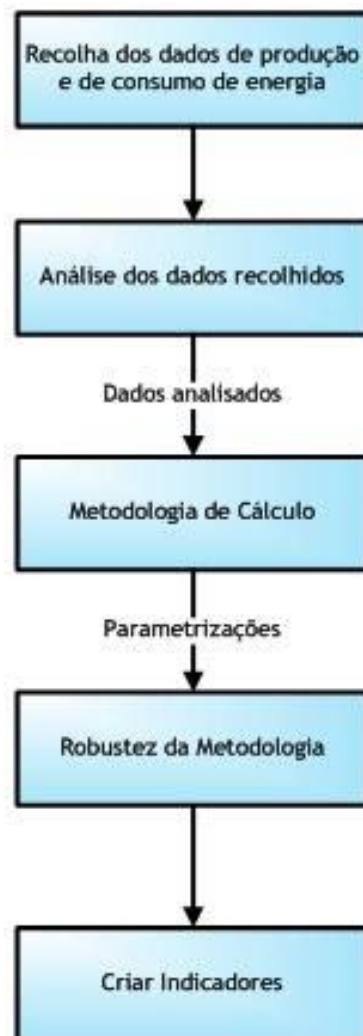 Recolha dos dados de produção
e de consumo de energia
Análise dos dados recolhidos
Dados analisados
Metodologia de Cálculo
Parametrizações
Robustez da Metodologia
Criar Indicadores